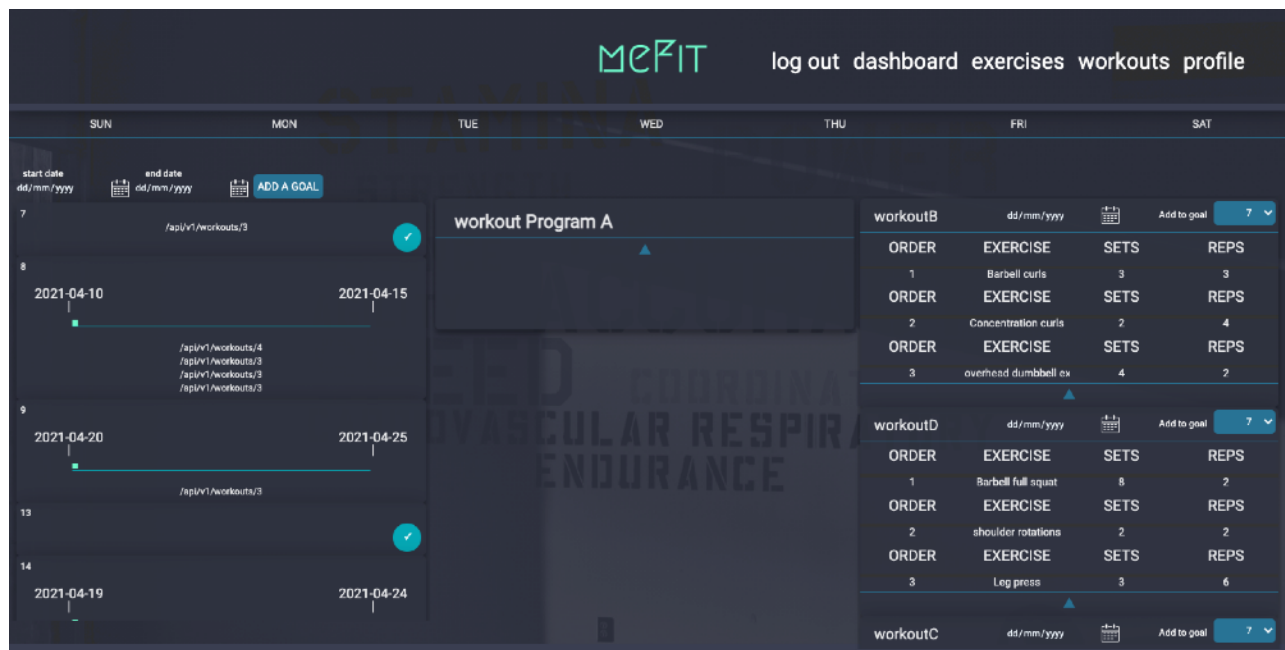 MeFIT
log out dashboard exercises workouts profile
SUN MON TUE WED THU FRI SAT
start date end date
dd/mm/yyyy dd/mm/yyyy ADD A GOAL
7
/api/v1/workouts/3
8
2021-04-10 2021-04-15
/api/v1/workouts/4
/api/v1/workouts/3
/api/v1/workouts/3
/api/v1/workouts/3
9
2021-04-20 2021-04-25
/api/v1/workouts/3
13
14
2021-04-19 2021-04-24
workout Program A
workoutB dd/mm/yyyy Add to goal 7
ORDER EXERCISE SETS REPS
1 Barbell curls 3 3
ORDER EXERCISE SETS REPS
2 Concentration curls 2 4
ORDER EXERCISE SETS REPS
3 overhead dumbbell ex 4 2
workoutD dd/mm/yyyy Add to goal 7
ORDER EXERCISE SETS REPS
1 Barbell full squat 8 2
ORDER EXERCISE SETS REPS
2 shoulder rotations 2 2
ORDER EXERCISE SETS REPS
3 Leg press 3 6
workoutC dd/mm/yyyy Add to goal 7
STAMINA
STRENGTH
RESPIR
ENDURANCE